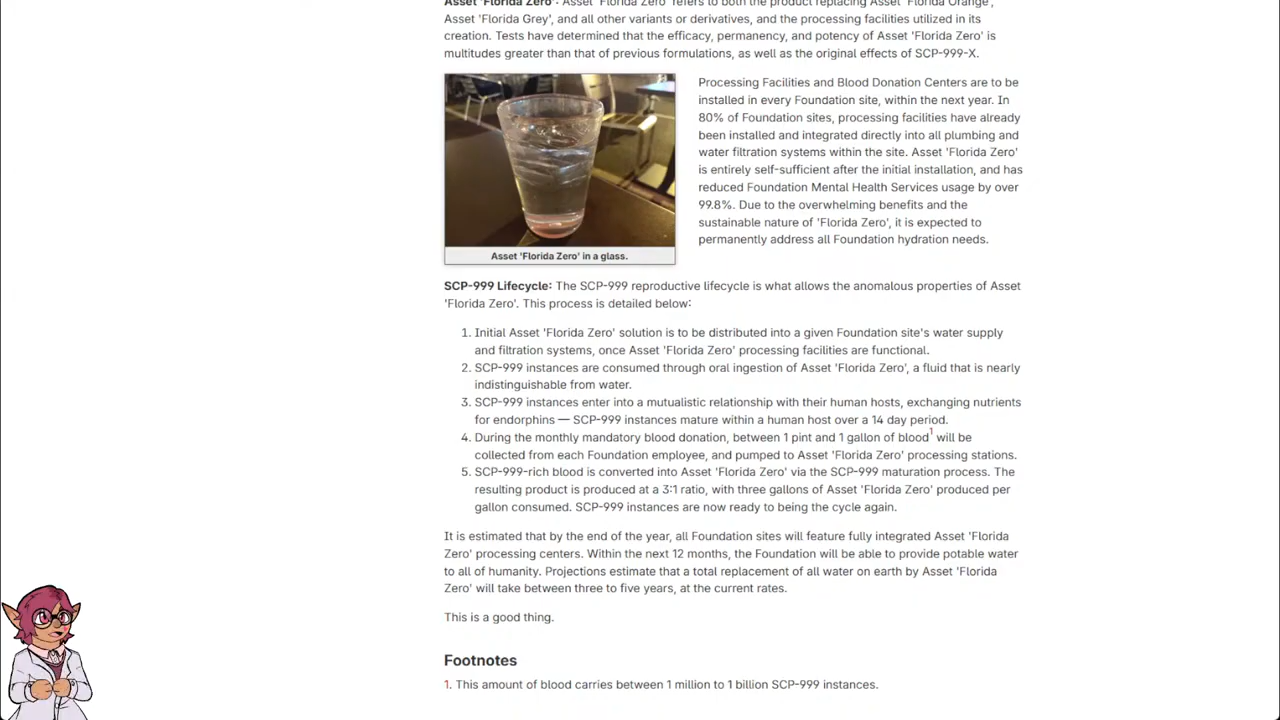 Asset 'Florida Zero': Asset 'Florida Zero' refers to both the product replacing Asset 'Florida Orange',
Asset 'Florida Grey', and all other variants or derivatives, and the processing facilities utilized in its
creation. Tests have determined that the efficacy, permanency, and potency of Asset 'Florida Zero' is
multitudes greater than that of previous formulations, as well as the original effects of SCP-999-X.
Asset 'Florida Zero' in a glass.
Processing Facilities and Blood Donation Centers are to be
installed in every Foundation site, within the next year. In
80% of Foundation sites, processing facilities have already
been installed and integrated directly into all plumbing and
water filtration systems within the site. Asset 'Florida Zero'
is entirely self-sufficient after the initial installation, and has
reduced Foundation Mental Health Services usage by over
99.8%. Due to the overwhelming benefits and the
sustainable nature of 'Florida Zero', it is expected to
permanently address all Foundation hydration needs.
SCP-999 Lifecycle: The SCP-999 reproductive lifecycle is what allows the anomalous properties of Asset
'Florida Zero'. This process is detailed below:
1. Initial Asset 'Florida Zero' solution is to be distributed into a given Foundation site's water supply
and filtration systems, once Asset 'Florida Zero' processing facilities are functional.
2. SCP-999 instances are consumed through oral ingestion of Asset 'Florida Zero', a fluid that is nearly
indistinguishable from water.
3. SCP-999 instances enter into a mutualistic relationship with their human hosts, exchanging nutrients
for endorphins — SCP-999 instances mature within a human host over a 14 day period.
4. During the monthly mandatory blood donation, between 1 pint and 1 gallon of blood1 will be
collected from each Foundation employee, and pumped to Asset 'Florida Zero' processing stations.
5. SCP-999-rich blood is converted into Asset 'Florida Zero' via the SCP-999 maturation process. The
resulting product is produced at a 3:1 ratio, with three gallons of Asset 'Florida Zero' produced per
gallon consumed. SCP-999 instances are now ready to being the cycle again.
It is estimated that by the end of the year, all Foundation sites will feature fully integrated Asset 'Florida
Zero' processing centers. Within the next 12 months, the Foundation will be able to provide potable water
to all of humanity. Projections estimate that a total replacement of all water on earth by Asset 'Florida
Zero' will take between three to five years, at the current rates.
This is a good thing.
Footnotes
1. This amount of blood carries between 1 million to 1 billion SCP-999 instances.